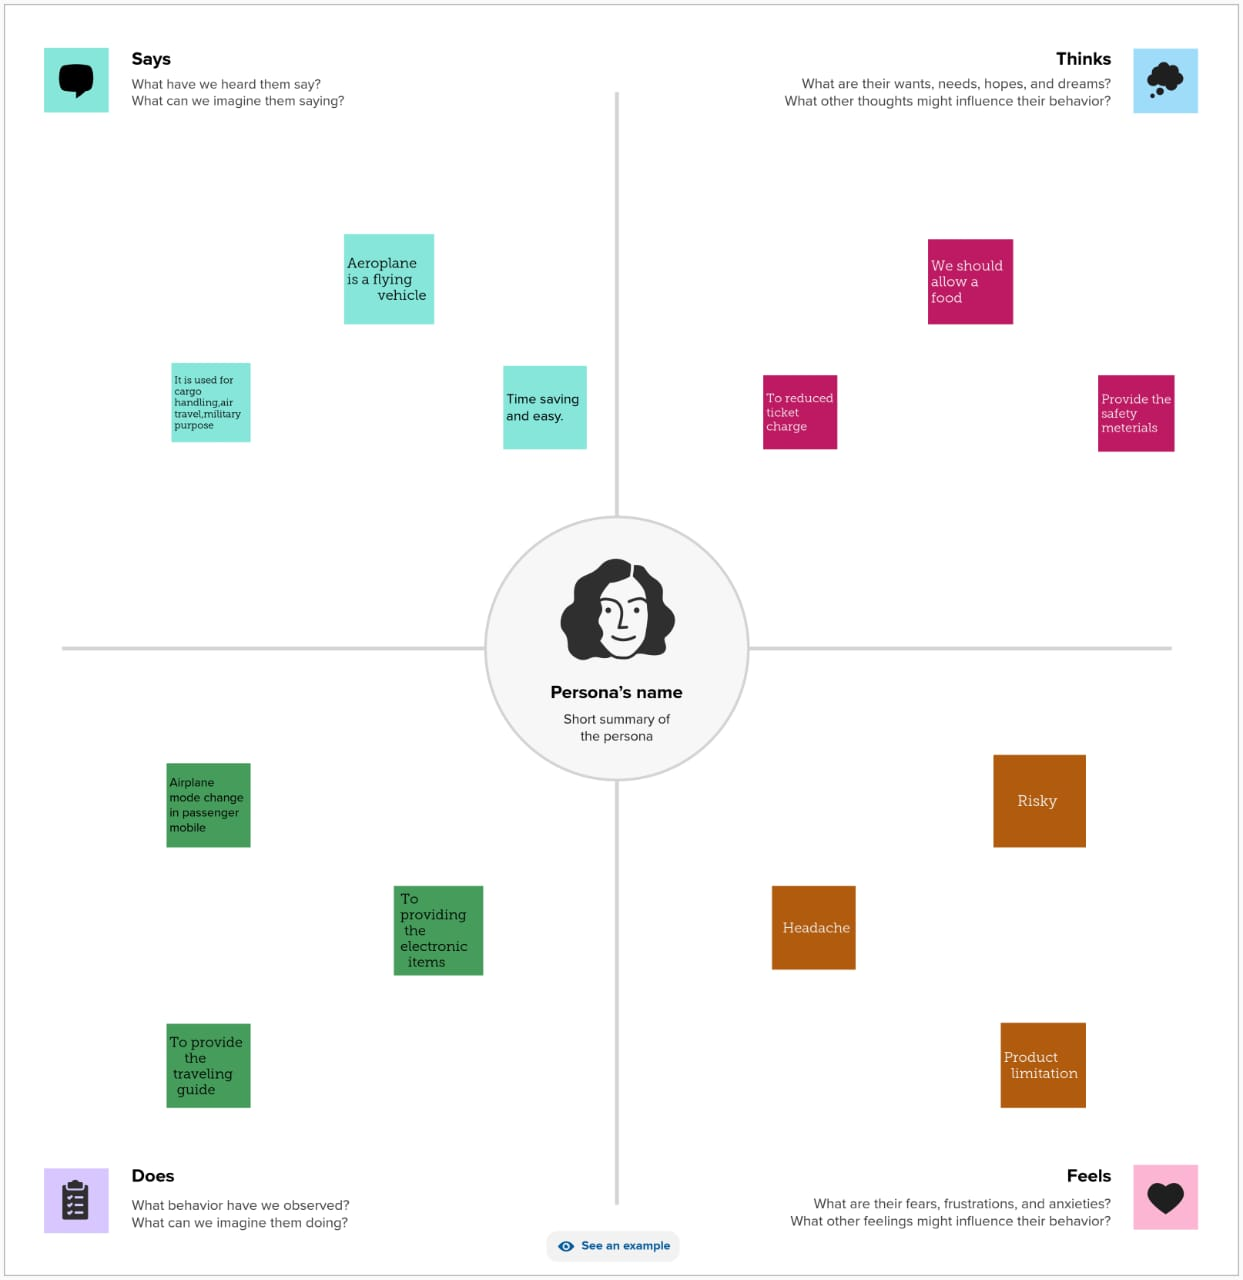 Says
What have we heard them say?
What can we imagine them saying?
Thinks
What are their wants, needs, hopes, and dreams?
What other thoughts might influence their behavior?
Aeroplane
is a flying
vehicle
It is used for
cargo
handling,air
travel,military
purpose
Time saving
and easy.
We should
allow a
food
To reduced
ticket
charge
Provide the
safety
meterials
Persona's name
Short summary of
the persona
Airplane
mode change
in passenger
mobile
To
providing
the
electronic
items
To provide
the
traveling
guide
Risky
Headache
Product
limitation
Does
What behavior have we observed?
What can we imagine them doing?
Feels
What are their fears, frustrations, and anxieties?
What other feelings might influence their behavior?
See an example